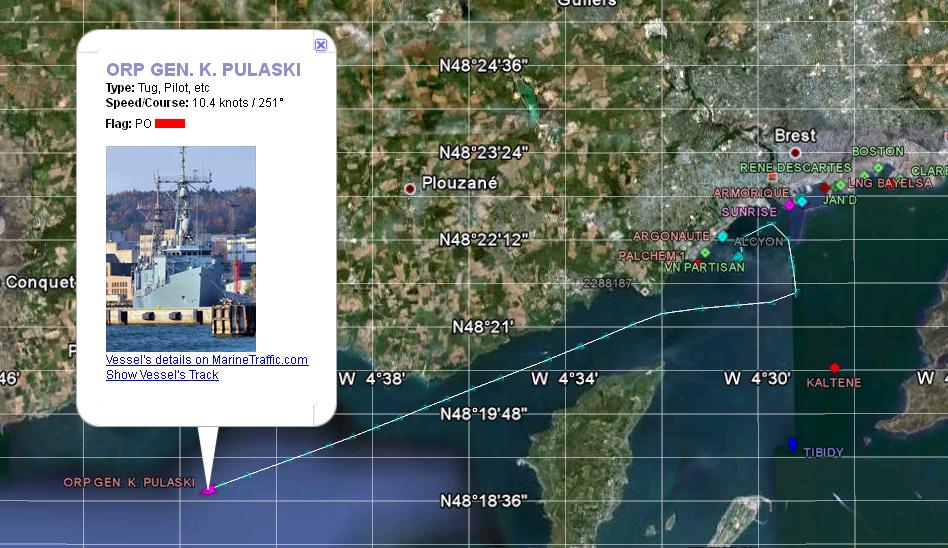 Guilers
ORP GEN. K. PULASKI
Type: Tug, Pilot, etc
Speed/Course: 10.4 knots / 251°
Flag: PO
Vessel's details on MarineTraffic.com
Show Vessel's Track
N48°24'36"
N48°23'24"
Brest
BOSTON
RENE DESCARTES
CLARE
Plouzané
LNG BAYELSA
ARMORIQUE
JAN D
SUNRISE
ARGONAUTE
N48°22'12"
ALCYON
PALCHEM 1
VN PARTISAN
Conquet
2288187
N48°21'
P
46'
W 4°38'
W 4°34'
W 4°30'
W 4
KALTENE
N48°19'48"
TIBIDY
ORP GEN. K. PULASKI
N48°18'36"